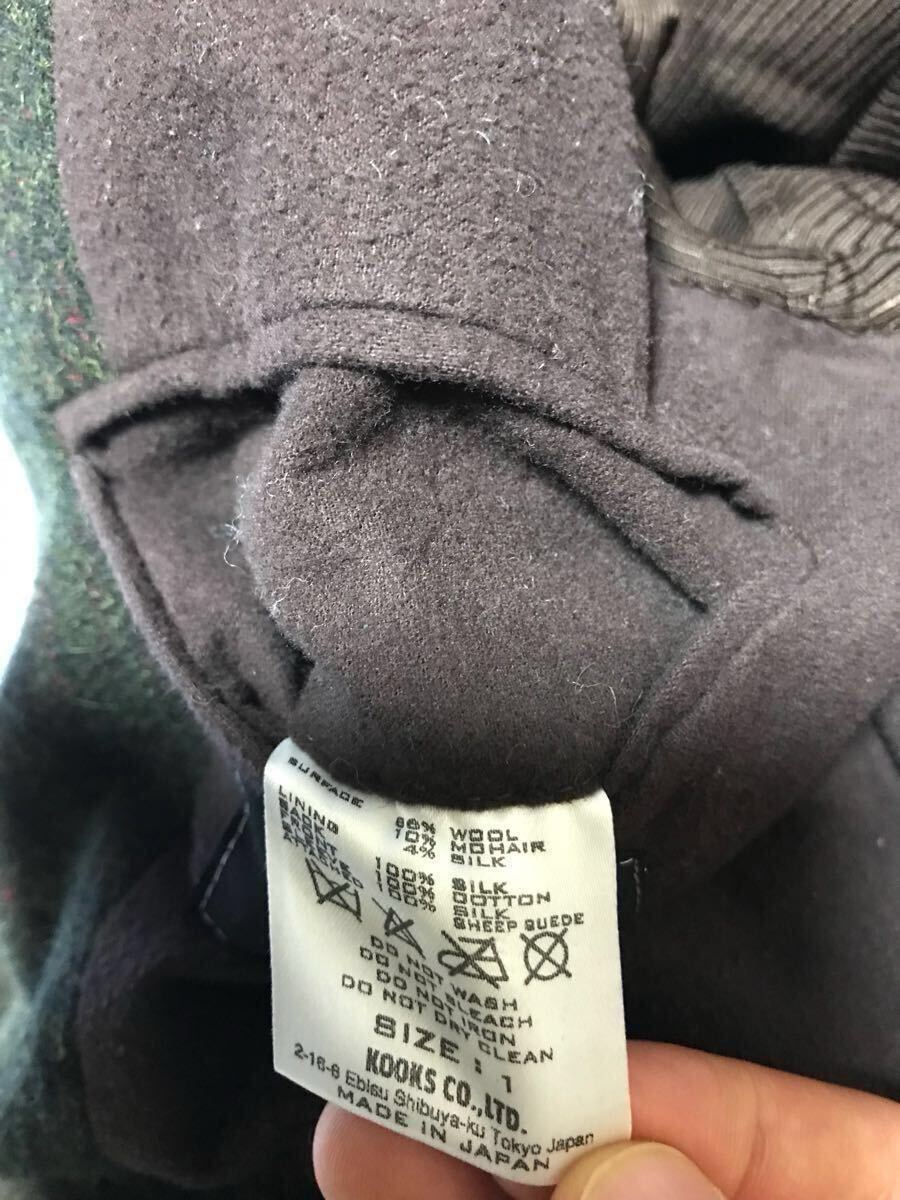 SURFACE
WOOL
10% MOHAIR
4% SILK
LINING
100% SILK
100% COTTON
SILK
SHEEP SUEDE
DO NOT WASH
DO NOT BLEACH
DO NOT IRON
DO NOT DRY CLEAN
SIZE : 1
KOOKS CO.,LTD.
2-16-6 Ebisu Shibuya-ku Tokyo Japan
MADE IN JAPAN